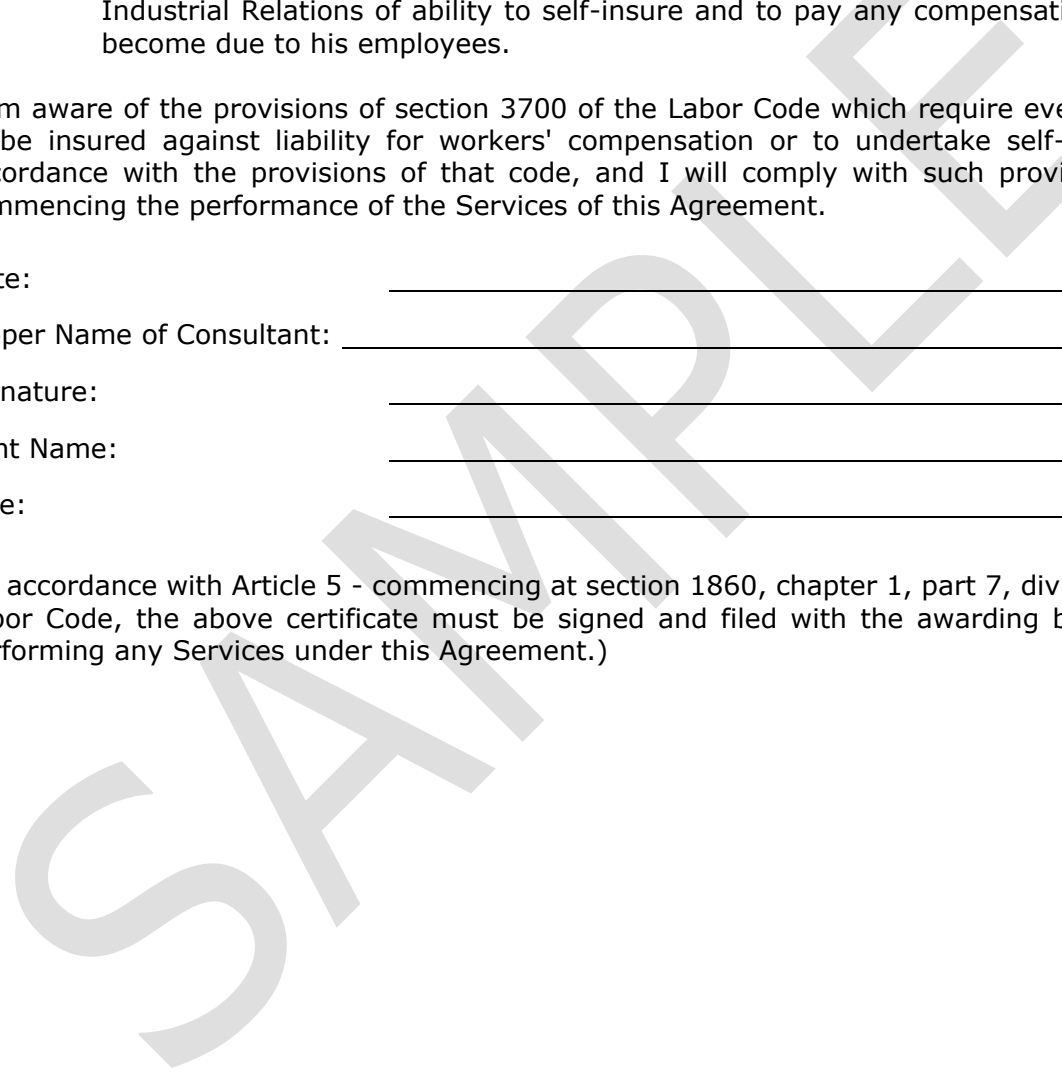 Industrial Relations of ability to self-insure and to pay any compensati
become due to his employees.
m aware of the provisions of section 3700 of the Labor Code which require eve
be insured against liability for workers' compensation or to undertake self-
cordance with the provisions of that code, and I will comply with such provi
mmencing the performance of the Services of this Agreement.
te:
per Name of Consultant:
nature:
nt Name:
e:
accordance with Article 5 - commencing at section 1860, chapter 1, part 7, div
bor Code, the above certificate must be signed and filed with the awarding b
rforming any Services under this Agreement.)
SAMPLE